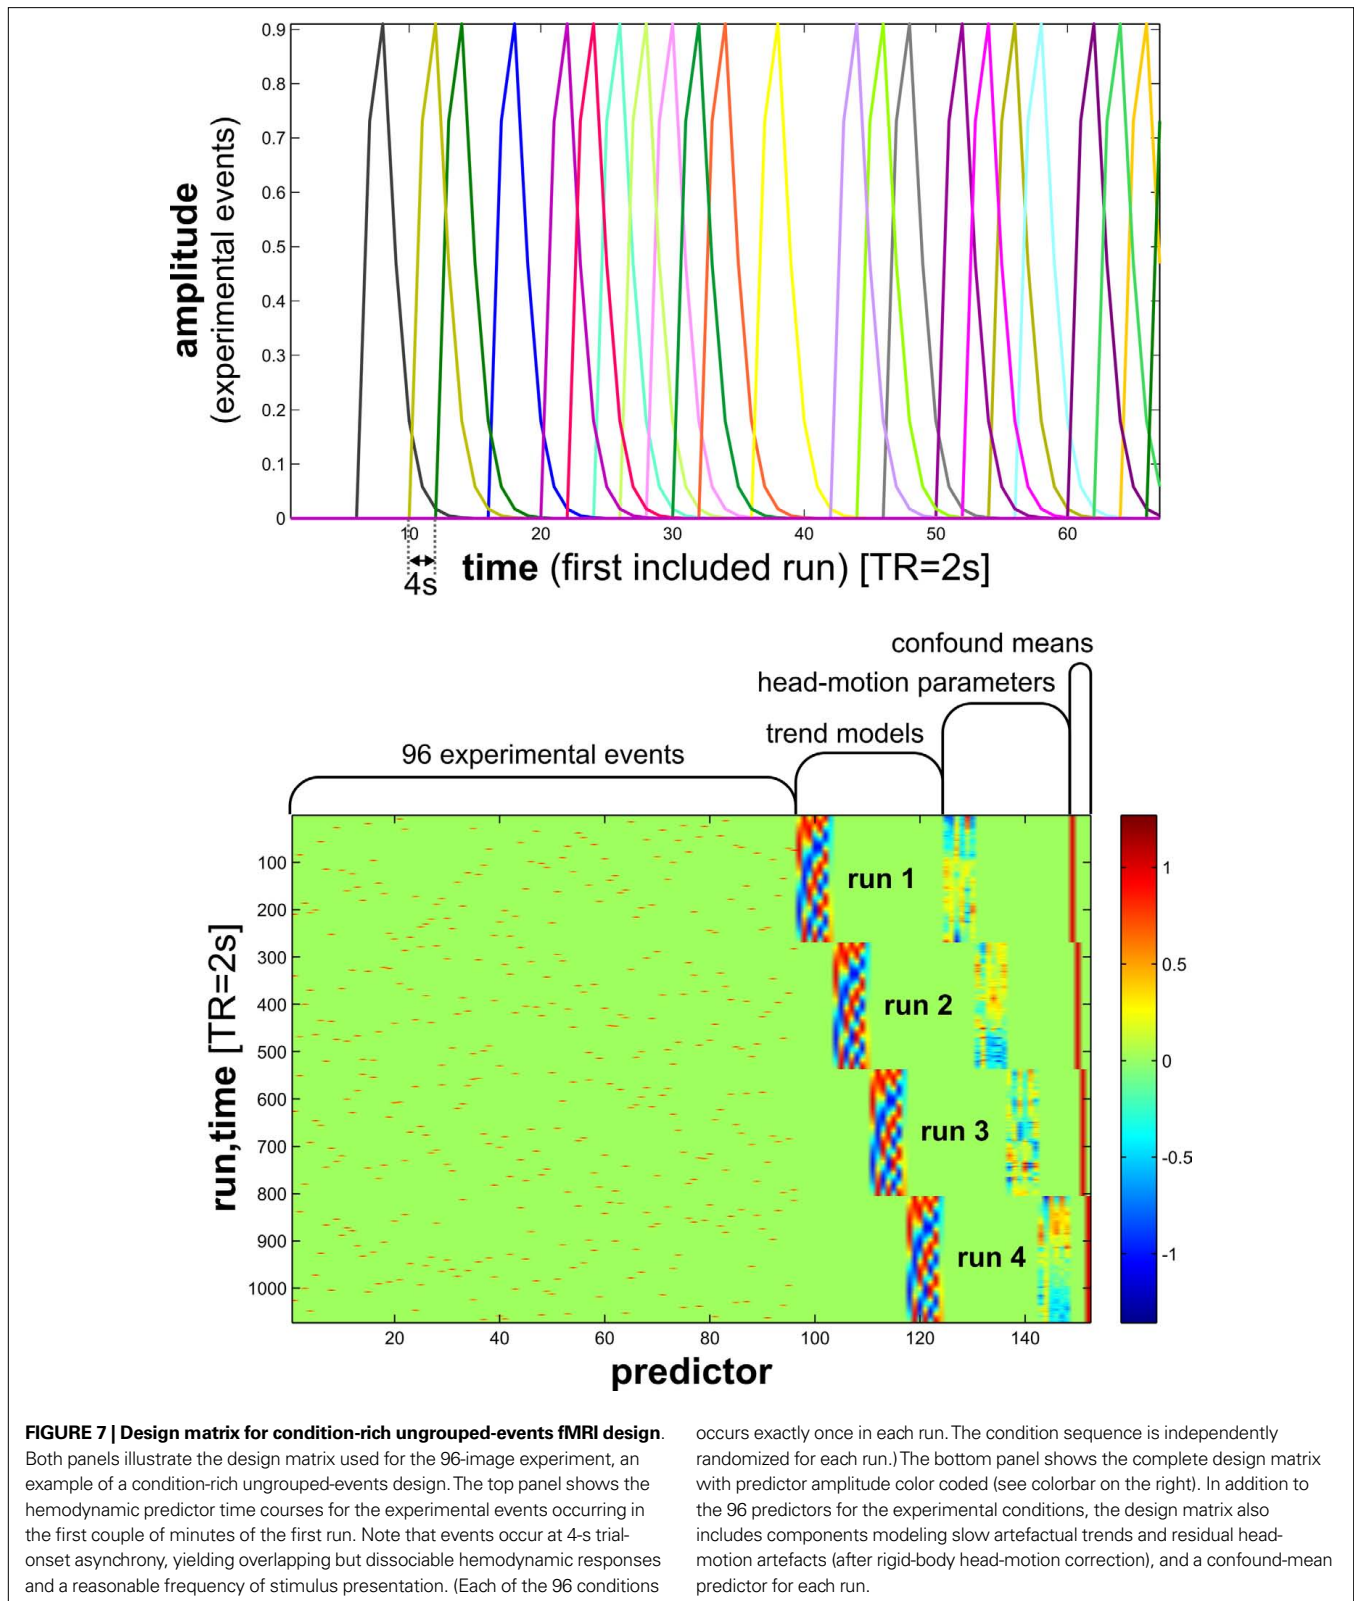 0.9
0.8
0.7
0.6
0.5
0.4
0.3
0.2
0.1
0
amplitude
(experimental events)
10 20 30 40 50 60
4s
time (first included run) [TR=2s]
confound means
head-motion parameters
trend models
96 experimental events
100
200
300
400
500
600
700
800
900
1000
run,time [TR=2s]
run 1
run 2
run 3
run 4
1
0.5
0
-0.5
-1
20 40 60 80 100 120 140
predictor
FIGURE 7 | Design matrix for condition-rich ungrouped-events fMRI design.
Both panels illustrate the design matrix used for the 96-image experiment, an
example of a condition-rich ungrouped-events design. The top panel shows the
hemodynamic predictor time courses for the experimental events occurring in
the first couple of minutes of the first run. Note that events occur at 4-s trial-
onset asynchrony, yielding overlapping but dissociable hemodynamic responses
and a reasonable frequency of stimulus presentation. (Each of the 96 conditions
occurs exactly once in each run. The condition sequence is independently
randomized for each run.) The bottom panel shows the complete design matrix
with predictor amplitude color coded (see colorbar on the right). In addition to
the 96 predictors for the experimental conditions, the design matrix also
includes components modeling slow artefactual trends and residual head-
motion artefacts (after rigid-body head-motion correction), and a confound-mean
predictor for each run.